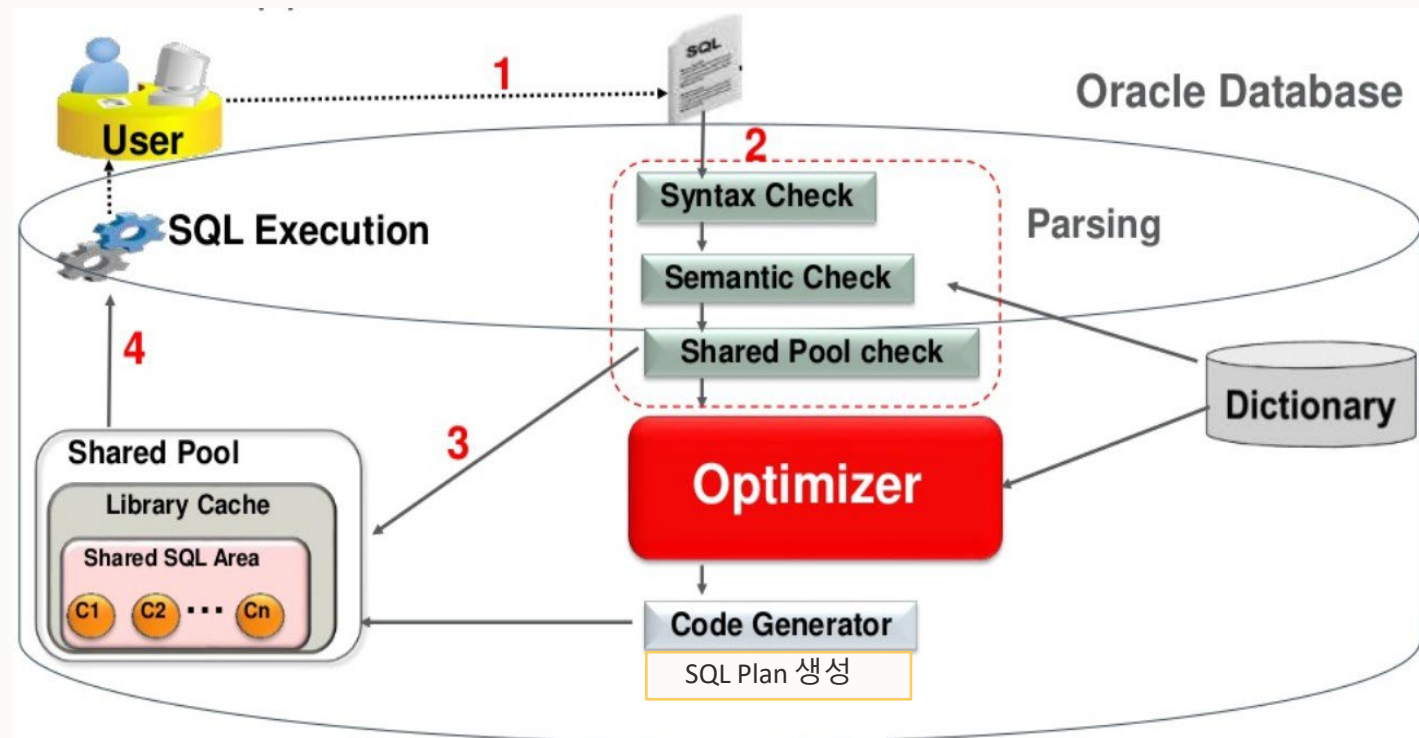 1
SQL
Oracle Database
User
2
Syntax Check
Parsing
SQL Execution
Semantic Check
4
Shared Pool check
Dictionary
3
Shared Pool
Optimizer
Library Cache
Shared SQL Area
C1 C2 ··· Cn
Code Generator
SQL Plan 생성